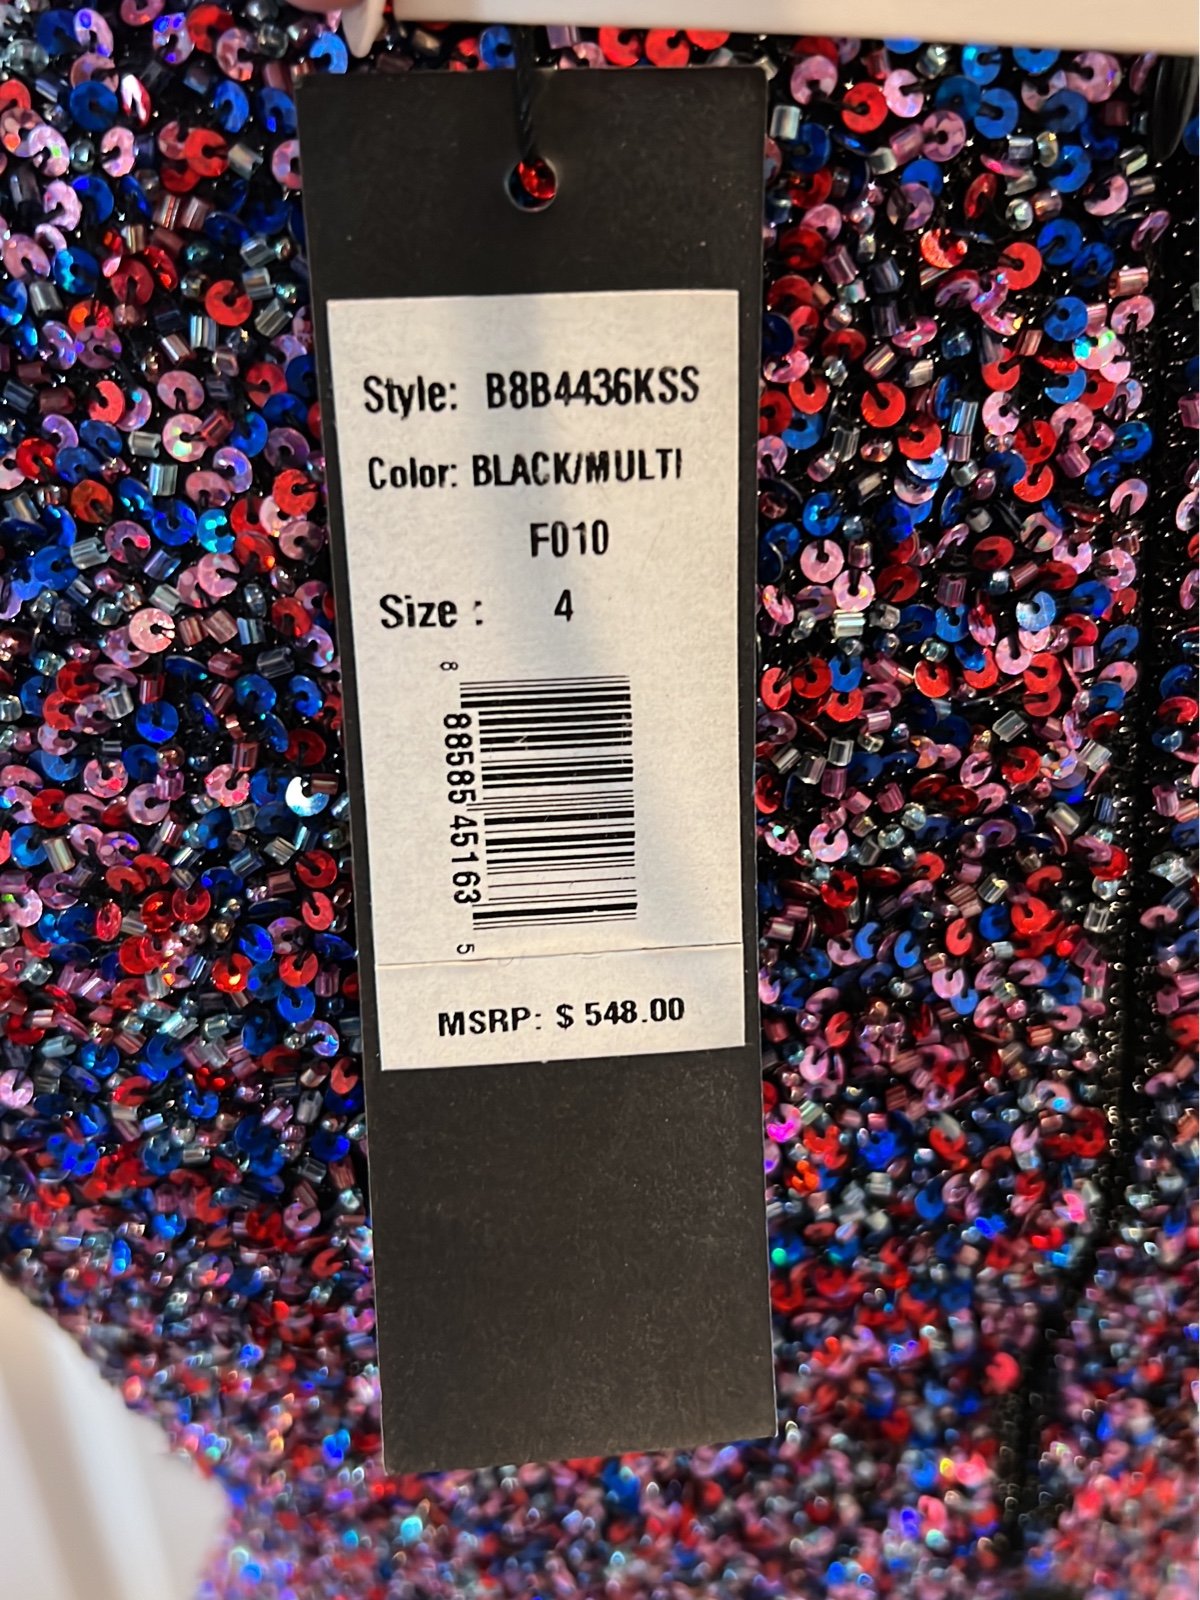 Style: B8B4436KSS
Color: BLACK/MULTI
F010
Size : 4
8 88585 45163 5
MSRP: $ 548.00